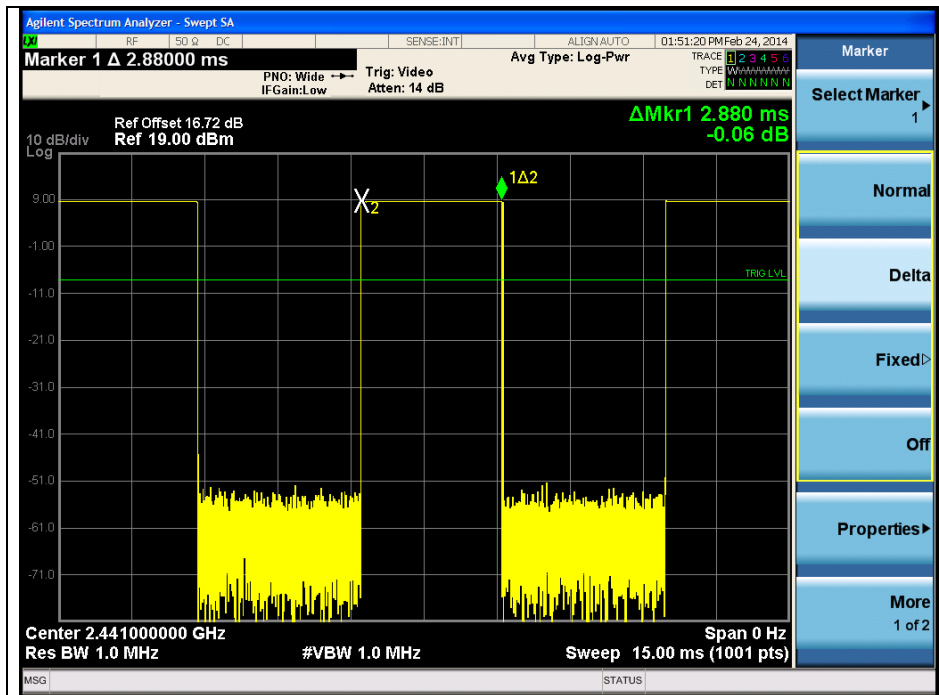 Agilent Spectrum Analyzer - Swept SA
LXI RF 50 Ω DC SENSE:INT ALIGN AUTO 01:51:20 PM Feb 24, 2014
Marker 1 Δ 2.88000 ms
PNO: Wide
IFGain:Low
Trig: Video
Atten: 14 dB
Avg Type: Log-Pwr
TRACE 1 2 3 4 5 6
TYPE W
DET N N N N N N
ΔMkr1 2.880 ms
-0.06 dB
Ref Offset 16.72 dB
10 dB/div Ref 19.00 dBm
Log
1Δ2
9.00
X2
-1.00
TRIG LVL
-11.0
-21.0
-31.0
-41.0
-51.0
-61.0
-71.0
Center 2.441000000 GHz Span 0 Hz
Res BW 1.0 MHz #VBW 1.0 MHz Sweep 15.00 ms (1001 pts)
MSG STATUS
Marker
Select Marker
1
Normal
Delta
Fixed
Off
Properties
More
1 of 2